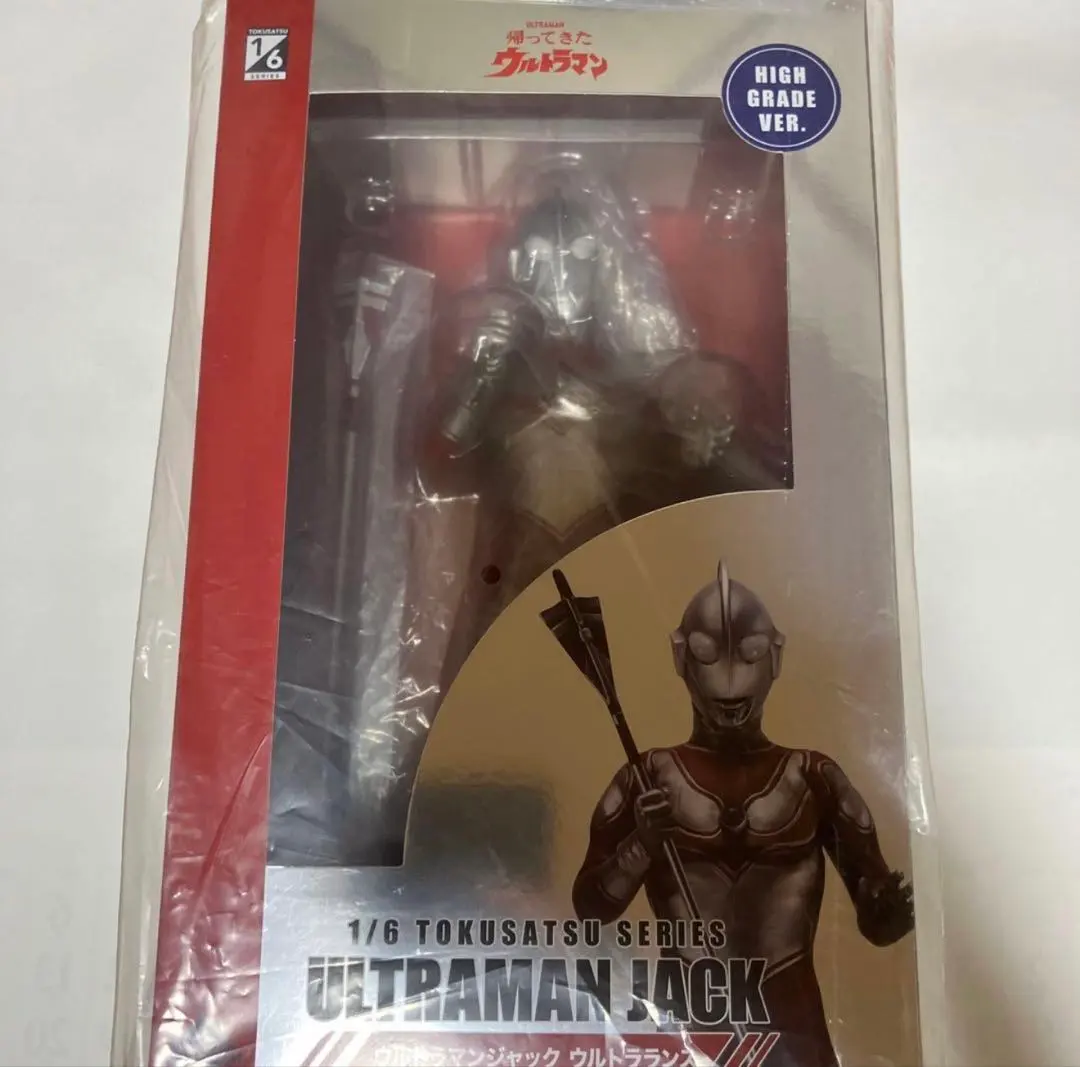 TOKUSATSU
1/6
SERIES
ULTRAMAN
帰ってきた
ウルトラマン
HIGH
GRADE
VER.
1/6 TOKUSATSU SERIES
ULTRAMAN JACK
ウルトラマンジャック ウルトラランス